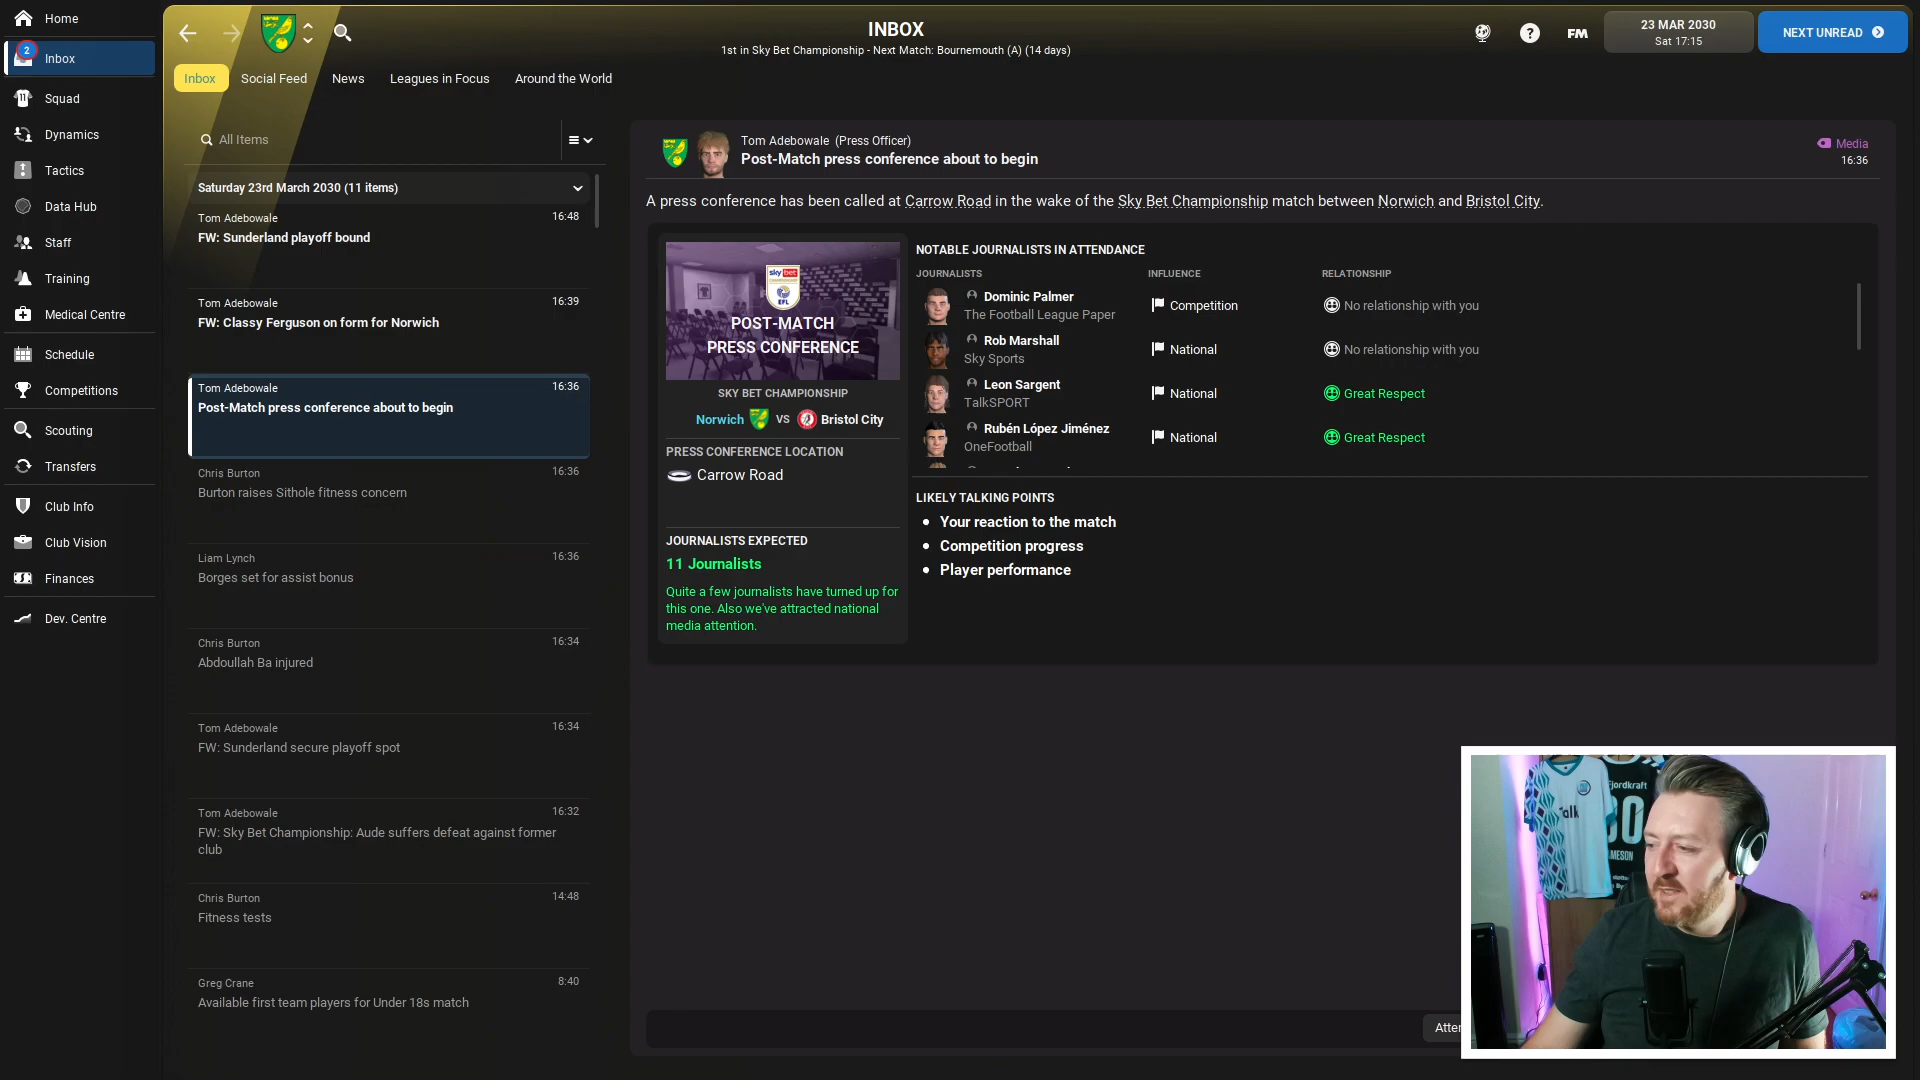 Home
2
Inbox
Squad
Dynamics
Tactics
Data Hub
Staff
Training
Medical Centre
Schedule
Competitions
Scouting
Transfers
Club Info
Club Vision
Finances
Dev. Centre
INBOX
1st in Sky Bet Championship - Next Match: Bournemouth (A) (14 days)
FM
23 MAR 2030
Sat 17:15
NEXT UNREAD
Inbox
Social Feed
News
Leagues in Focus
Around the World
All Items
Saturday 23rd March 2030 (11 items)
Tom Adebowale 16:48
FW: Sunderland playoff bound
Tom Adebowale 16:39
FW: Classy Ferguson on form for Norwich
Tom Adebowale 16:36
Post-Match press conference about to begin
Chris Burton 16:36
Burton raises Sithole fitness concern
Liam Lynch 16:36
Borges set for assist bonus
Chris Burton 16:34
Abdoullah Ba injured
Tom Adebowale 16:34
FW: Sunderland secure playoff spot
Tom Adebowale 16:32
FW: Sky Bet Championship: Aude suffers defeat against former
club
Chris Burton 14:48
Fitness tests
Greg Crane 8:40
Available first team players for Under 18s match
Tom Adebowale (Press Officer)
Post-Match press conference about to begin
Media
16:36
A press conference has been called at Carrow Road in the wake of the Sky Bet Championship match between Norwich and Bristol City.
sky bet
EFL
POST-MATCH
PRESS CONFERENCE
SKY BET CHAMPIONSHIP
Norwich VS Bristol City
PRESS CONFERENCE LOCATION
Carrow Road
JOURNALISTS EXPECTED
11 Journalists
Quite a few journalists have turned up for
this one. Also we've attracted national
media attention.
NOTABLE JOURNALISTS IN ATTENDANCE
JOURNALISTS INFLUENCE RELATIONSHIP
Dominic Palmer
The Football League Paper
Competition
No relationship with you
Rob Marshall
Sky Sports
National
No relationship with you
Leon Sargent
TalkSPORT
National
Great Respect
Rubén López Jiménez
OneFootball
National
Great Respect
LIKELY TALKING POINTS
• Your reaction to the match
• Competition progress
• Player performance
Atter
Talk
fjordkraft